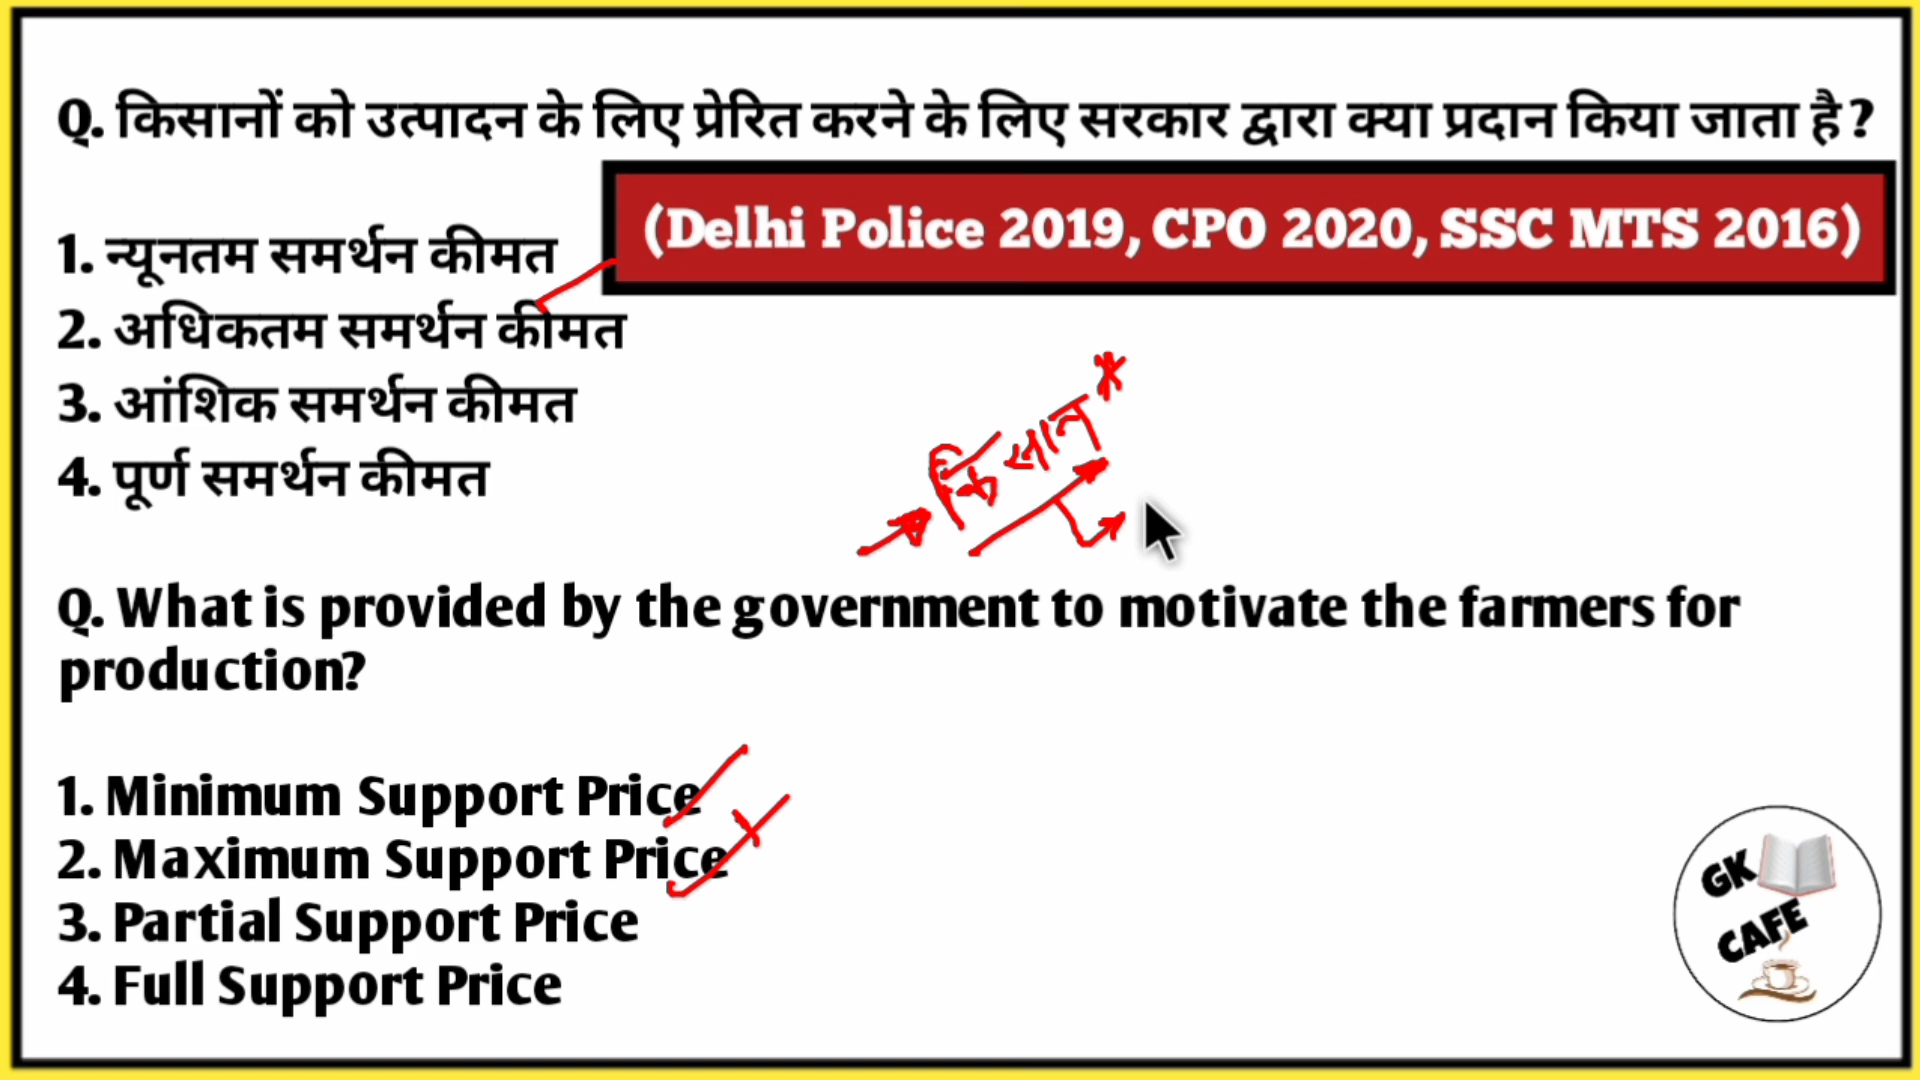 Q. किसानों को उत्पादन के लिए प्रेरित करने के लिए सरकार द्वारा क्या प्रदान किया जाता है ?
(Delhi Police 2019, CPO 2020, SSC MTS 2016)
1. न्यूनतम समर्थन कीमत
2. अधिकतम समर्थन कीमत
3. आंशिक समर्थन कीमत
4. पूर्ण समर्थन कीमत
किसान
Q. What is provided by the government to motivate the farmers for
production?
1. Minimum Support Price
2. Maximum Support Price
3. Partial Support Price
4. Full Support Price
GK
CAFE